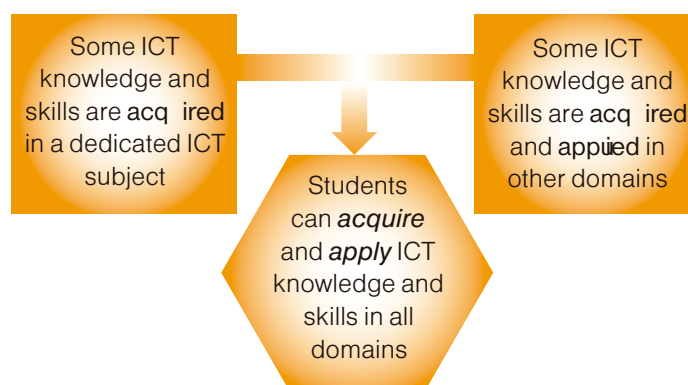 Some ICT
knowledge and
skills are acq ired
in a dedicated ICT
subject
Some ICT
knowledge and
skills are acq ired
and appuied in
other domains
Students
can acquire
and apply ICT
knowledge and
skills in all
domains